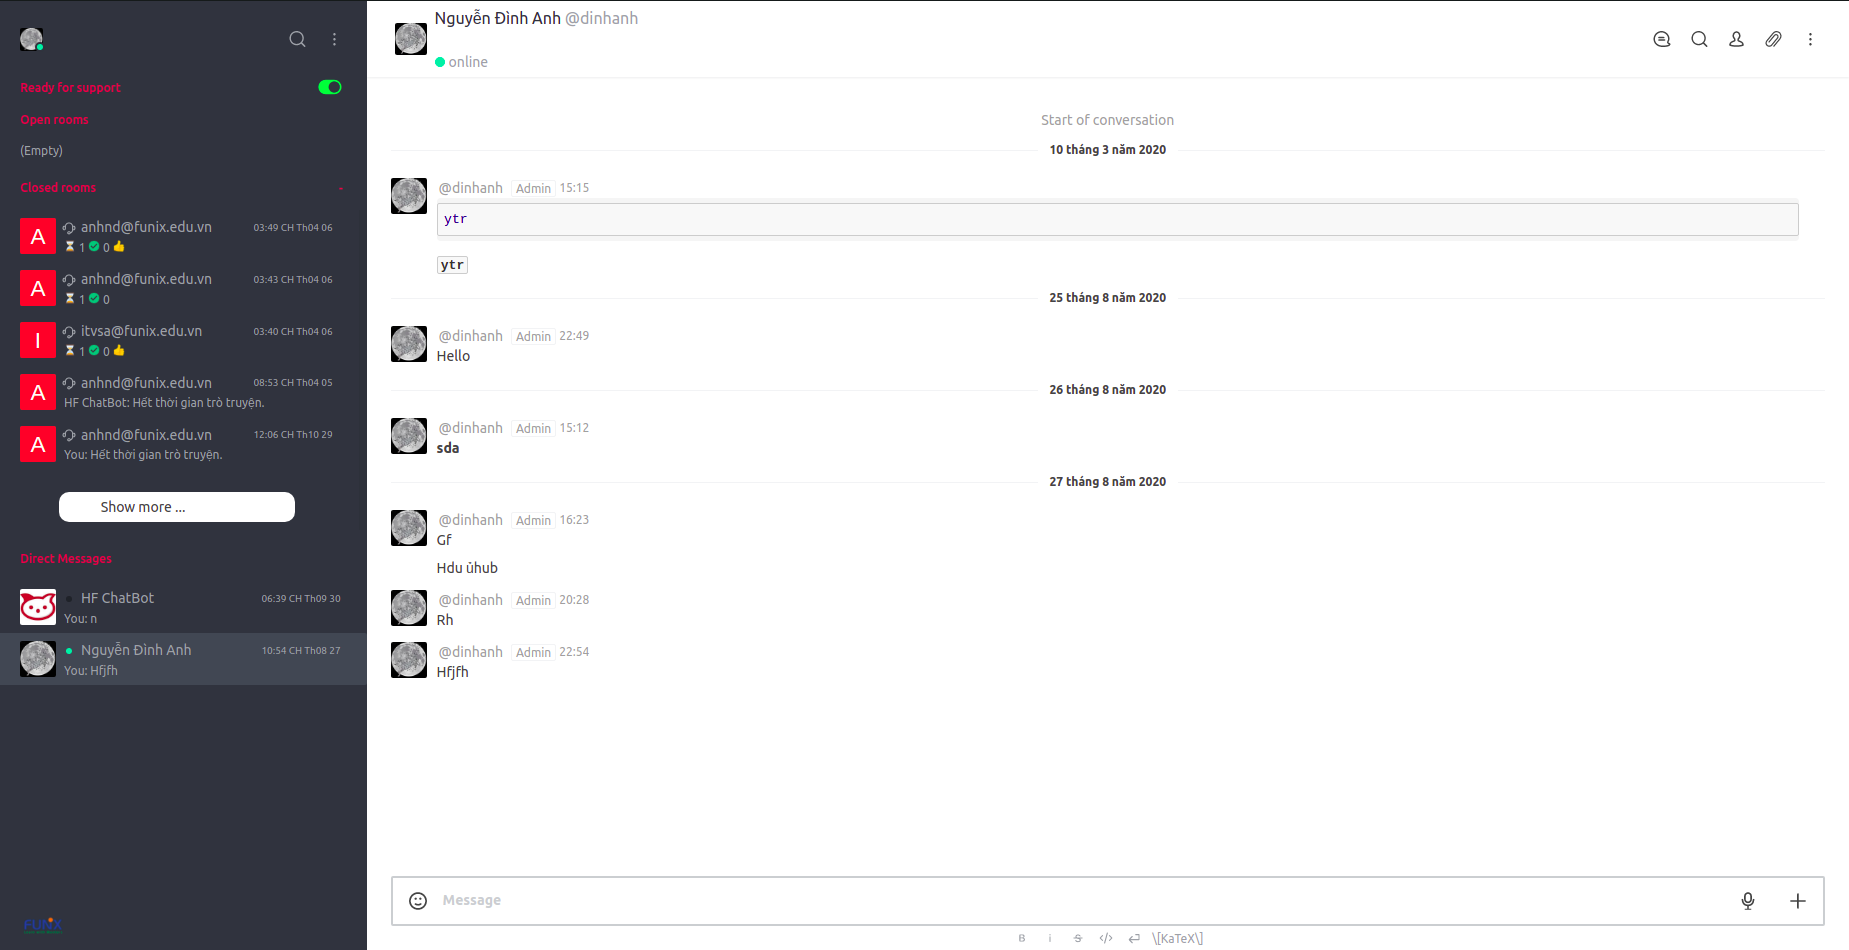 Ready for support
Open rooms
(Empty)
Closed rooms -
A anhnd@funix.edu.vn 03:49 CH Th04 06
1 0
A anhnd@funix.edu.vn 03:43 CH Th04 06
1 0
I itvsa@funix.edu.vn 03:40 CH Th04 06
1 0
A anhnd@funix.edu.vn 08:53 CH Th04 05
HF ChatBot: Hết thời gian trò truyện.
A anhnd@funix.edu.vn 12:06 CH Th10 29
You: Hết thời gian trò truyện.
Show more ...
Direct Messages
HF ChatBot 06:39 CH Th09 30
You: n
Nguyễn Đình Anh 10:54 CH Th08 27
You: Hfjfh
FUNiX
Nguyễn Đình Anh @dinhanh
online
Start of conversation
10 tháng 3 năm 2020
@dinhanh Admin 15:15
ytr
ytr
25 tháng 8 năm 2020
@dinhanh Admin 22:49
Hello
26 tháng 8 năm 2020
@dinhanh Admin 15:12
sda
27 tháng 8 năm 2020
@dinhanh Admin 16:23
Gf
Hdu ủhub
@dinhanh Admin 20:28
Rh
@dinhanh Admin 22:54
Hfjfh
Message
B i S </> \[KaTeX\]